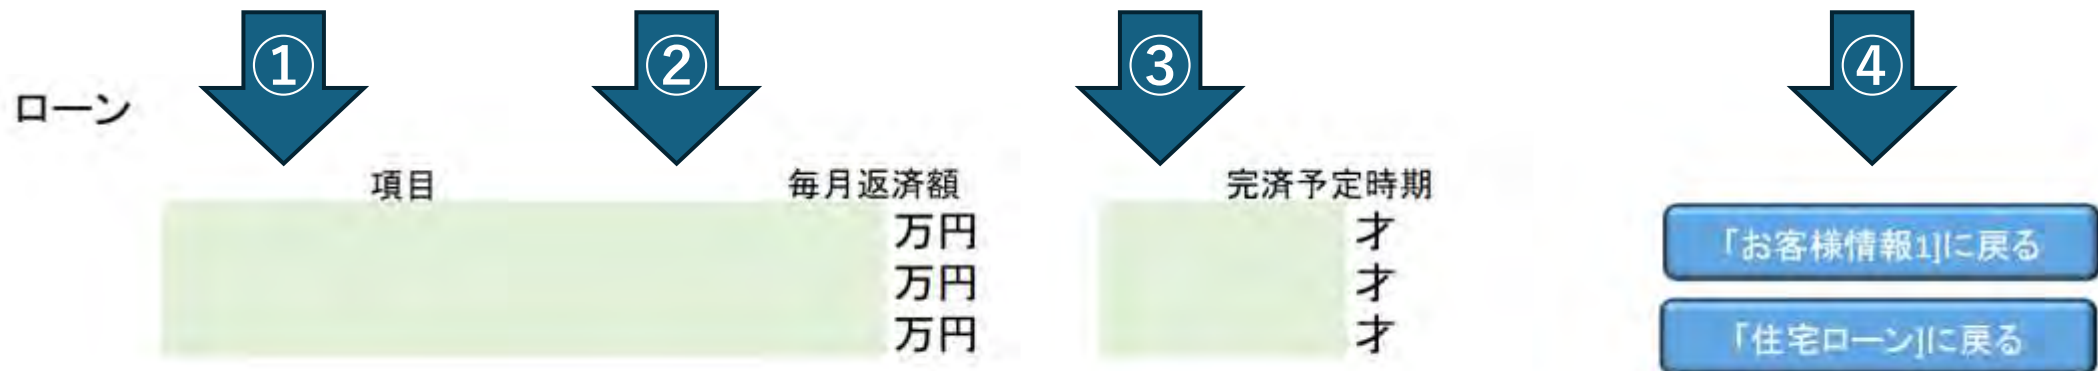 ① ② ③ ④
ローン
項目 毎月返済額 完済予定時期
万円 才 「お客様情報1]に戻る
万円 才
万円 才 「住宅ローン]に戻る